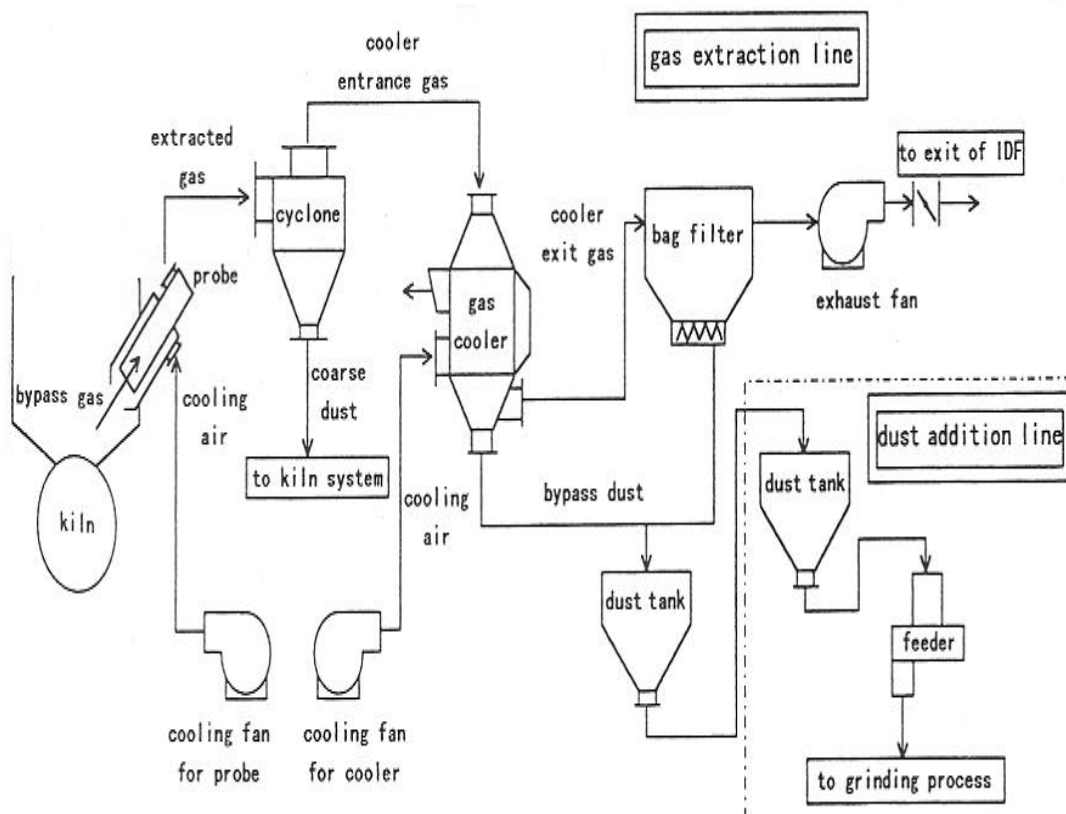 cooler
entrance gas
gas extraction line
extracted
gas
to exit of IDF
cyclone
cooler
exit gas
bag filter
probe
gas
cooler
exhaust fan
bypass gas
cooling
air
coarse
dust
dust addition line
to kiln system
dust tank
kiln
cooling
air
bypass dust
dust tank
feeder
cooling fan
for probe
cooling fan
for cooler
to grinding process